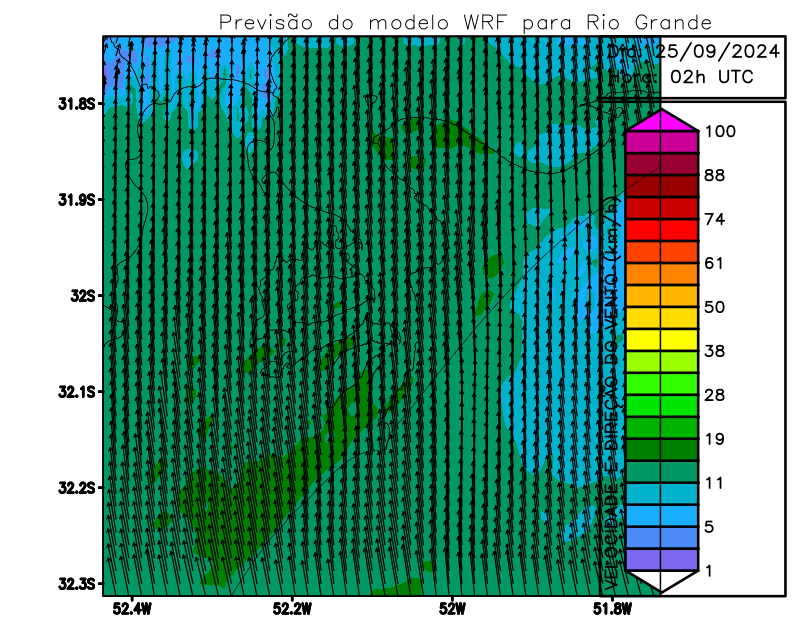 Previsão do modelo WRF para Rio Grande
Dia: 25/09/2024
Hora: 02h UTC
31.8S
31.9S
32S
32.1S
32.2S
32.3S
52.4W
52.2W
52W
51.8W
VELOCIDADE E DIREÇÃO DO VENTO (km/h)
100
88
74
61
50
38
28
19
11
5
1